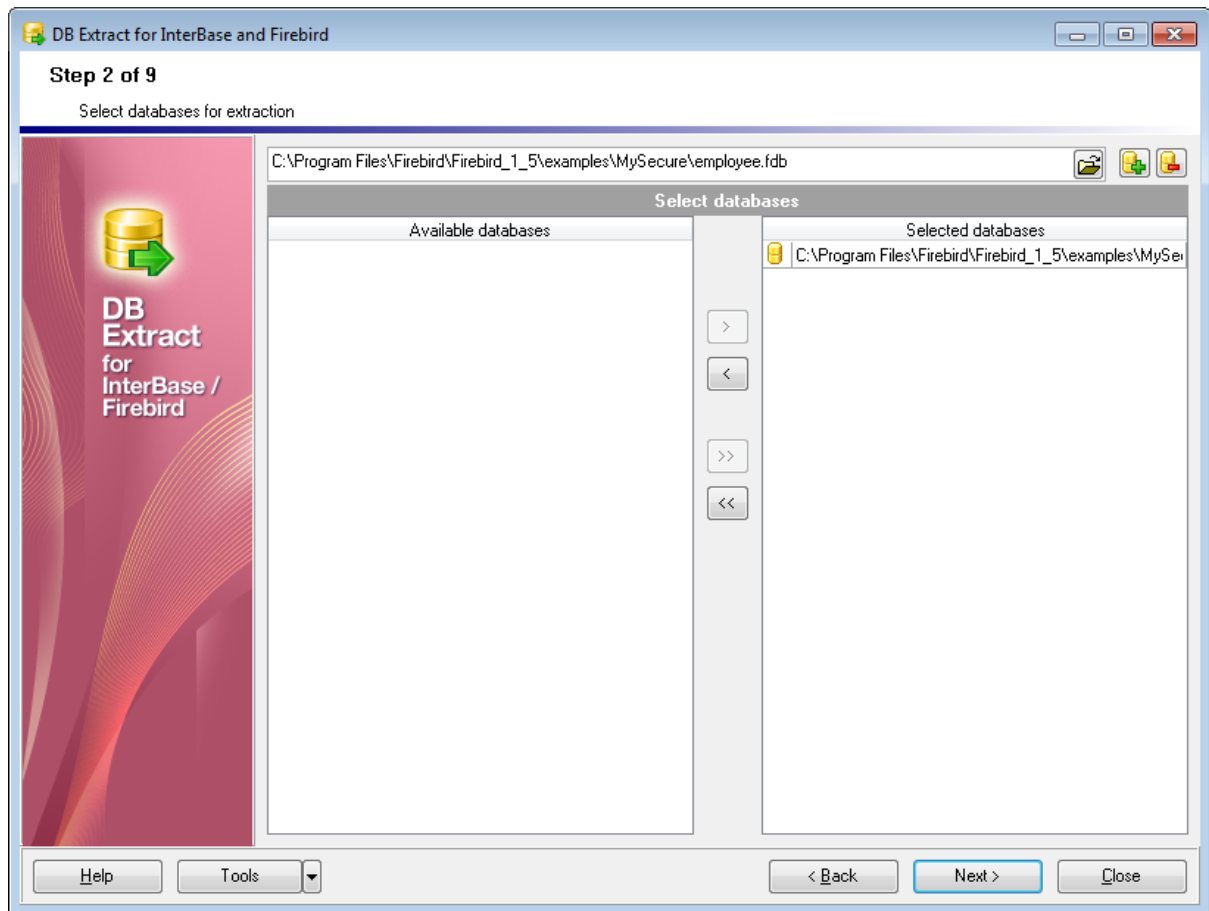 DB Extract for InterBase and Firebird
Step 2 of 9
Select databases for extraction
C:\Program Files\Firebird\Firebird_1_5\examples\MySecure\employee.fdb
Select databases
Available databases
Selected databases
C:\Program Files\Firebird\Firebird_1_5\examples\MySe
DB
Extract
for
InterBase /
Firebird
>
<
>>
<<
Help
Tools
< Back
Next >
Close